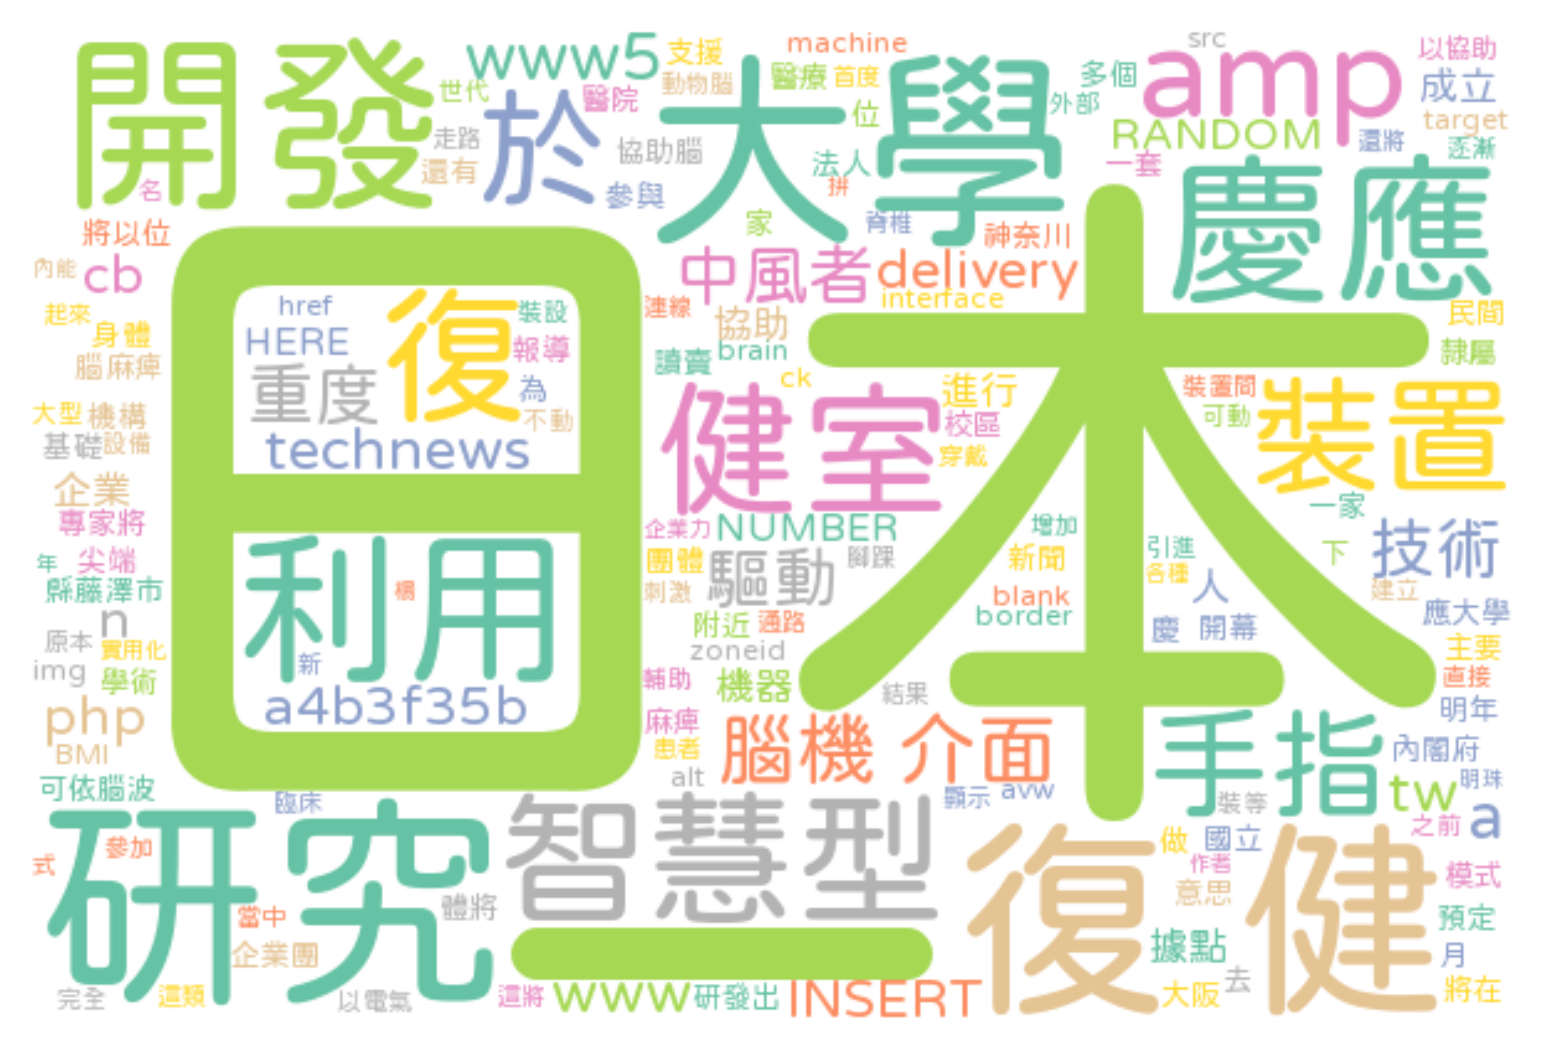 開發
www5
支援
machine
src
amp
以協助
世代
動物腦
醫療
首度
大學
多個
成立
醫院
於
位
外部
RANDOM
target
走路
協助腦
還將
逐漸
還有
法人
一套
名
參與
拼
慶應
家
脊椎
將以位
神奈川
內能
cb
中風者
delivery
日本
起來
href
復
裝設
連線
interface
民間
身體
HERE
報導
協助
腦麻痺
重度
為
讀賣
brain
隸屬
ck
進行
裝置間
裝置
大型
機構
不動
健室
校區
可動
基礎
設備
technews
穿戴
企業
一家
專家將
企業力
NUMBER
增加
技術
年
尖端
利用
團體
驅動
腳踝
新聞
引進
下
縣藤澤市
刺激
各種
人
建立
n
附近
通路
blank
border
應大學
原本
實用化
慶
開幕
img
新
zoneid
主要
學術
輔助
機器
結果
直接
php
a4b3f35b
麻痺
明年
BMI
患者
腦機
介面
手指
內閣府
可依腦波
alt
顯示
avw
tw
明珠
臨床
智慧型
裝等
之前
a
研究
做
國立
式
參加
復健
作者
模式
體將
意思
當中
預定
企業團
一
據點
月
完全
這類
以電氣
這將
www
研發出
INSERT
大阪
去
將在